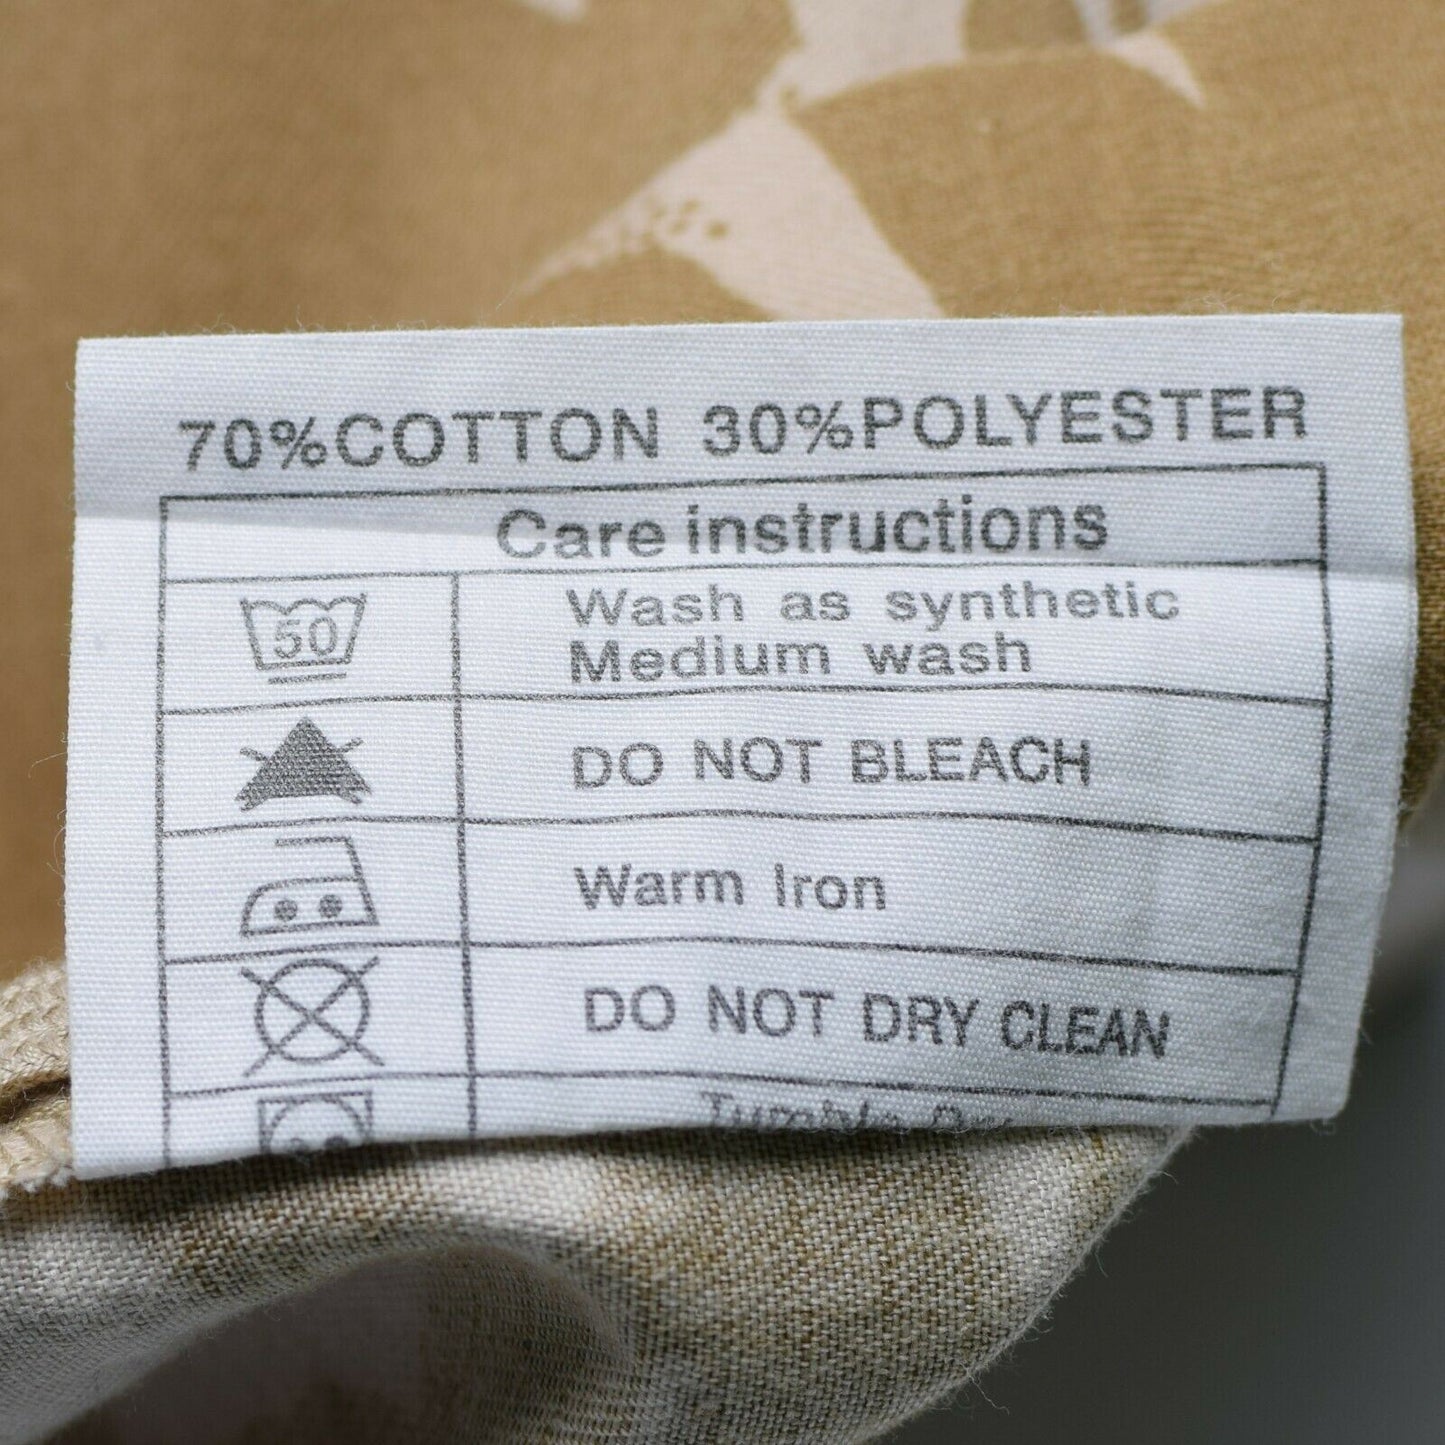 70%COTTON 30%POLYESTER
Care instructions
50
Wash as synthetic
Medium wash
DO NOT BLEACH
Warm Iron
DO NOT DRY CLEAN
Tumble